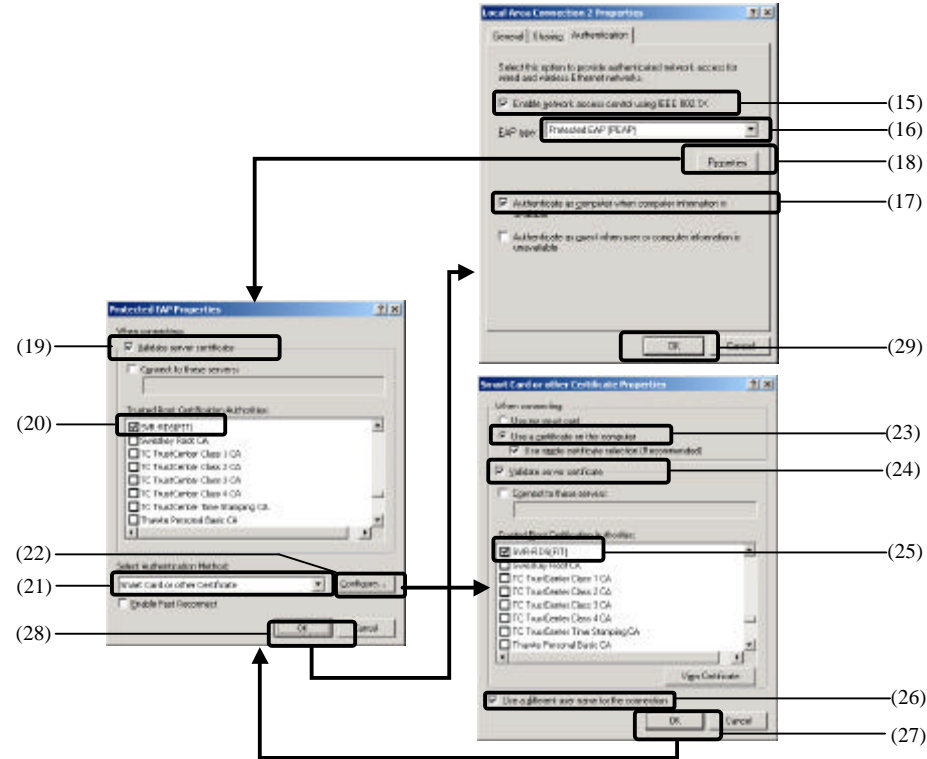 Local Area Connection 2 Properties
General Sharing Authentication
Select this option to provide authenticated network access for
wired and wireless Ethernet networks.
Enable network access control using IEEE 802.1X
(15)
EAP type: Protected EAP (PEAP)
(16)
Properties
(18)
Authenticate as computer when computer information is
available
(17)
Authenticate as guest when user or computer information is
unavailable
OK Cancel
(29)
Protected EAP Properties
When connecting:
(19)
Validate server certificate
Connect to these servers:
Trusted Root Certification Authorities:
(20)
Swisskey Root CA
TC TrustCenter Class 1 CA
TC TrustCenter Class 2 CA
TC TrustCenter Class 3 CA
TC TrustCenter Class 4 CA
TC TrustCenter Time Stamping CA
Thawte Personal Basic CA
(22)
Select Authentication Method:
(21)
Smart Card or other Certificate Configure...
Enable Fast Reconnect
(28)
OK Cancel
Smart Card or other Certificate Properties
When connecting
Use my smart card
Use a certificate on this computer
(23)
Use simple certificate selection (Recommended)
Validate server certificate
(24)
Connect to these servers:
Trusted Root Certification Authorities:
(25)
Swisskey Root CA
TC TrustCenter Class 1 CA
TC TrustCenter Class 2 CA
TC TrustCenter Class 3 CA
TC TrustCenter Class 4 CA
TC TrustCenter Time Stamping CA
Thawte Personal Basic CA
View Certificate
Use a different user name for the connection
(26)
OK Cancel
(27)